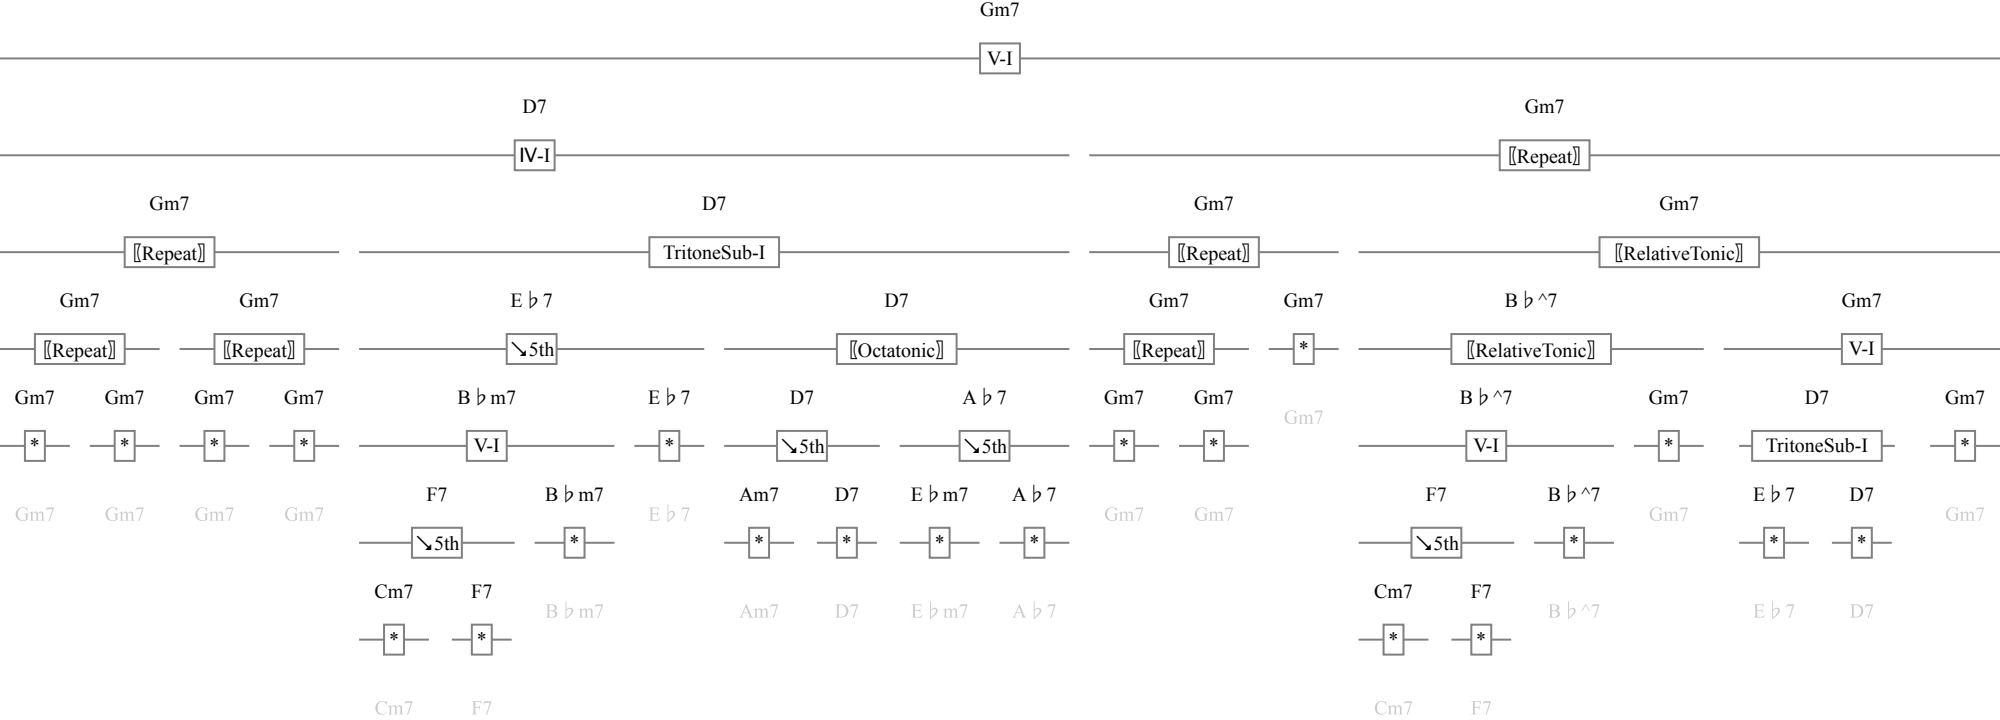 Gm7
V-I
D7 Gm7
IV-I 〚Repeat〛
Gm7 D7 Gm7 Gm7
〚Repeat〛 TritoneSub-I 〚Repeat〛 〚RelativeTonic〛
Gm7 Gm7 E♭7 D7 Gm7 Gm7 B♭^7 Gm7
〚Repeat〛 〚Repeat〛 ↘5th 〚Octatonic〛 〚Repeat〛 * 〚RelativeTonic〛 V-I
Gm7 Gm7 Gm7 Gm7 B♭m7 E♭7 D7 A♭7 Gm7 Gm7 Gm7 B♭^7 Gm7 D7 Gm7
* * * * V-I * ↘5th ↘5th * * V-I * TritoneSub-I *
F7 B♭m7 Am7 D7 E♭m7 A♭7 F7 B♭^7 E♭7 D7
Gm7 Gm7 Gm7 Gm7 E♭7 Gm7 Gm7 Gm7 Gm7
↘5th * * * * * ↘5th * * *
Cm7 F7 Cm7 F7
B♭m7 Am7 D7 E♭m7 A♭7 B♭^7 E♭7 D7
* * * *
Cm7 F7 Cm7 F7